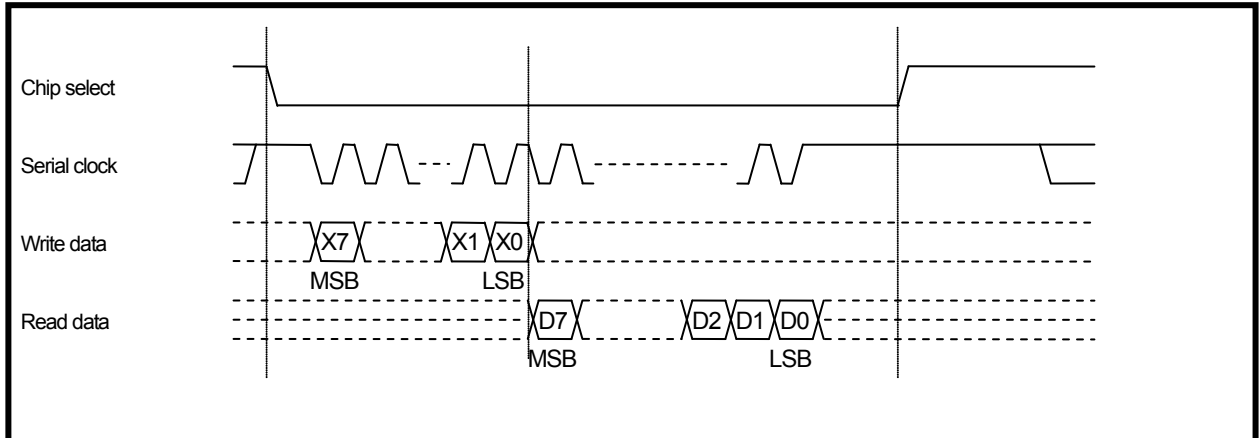 Chip select
Serial clock
Write data
X7 X1 X0
MSB LSB
Read data
D7 D2 D1 D0
MSB LSB